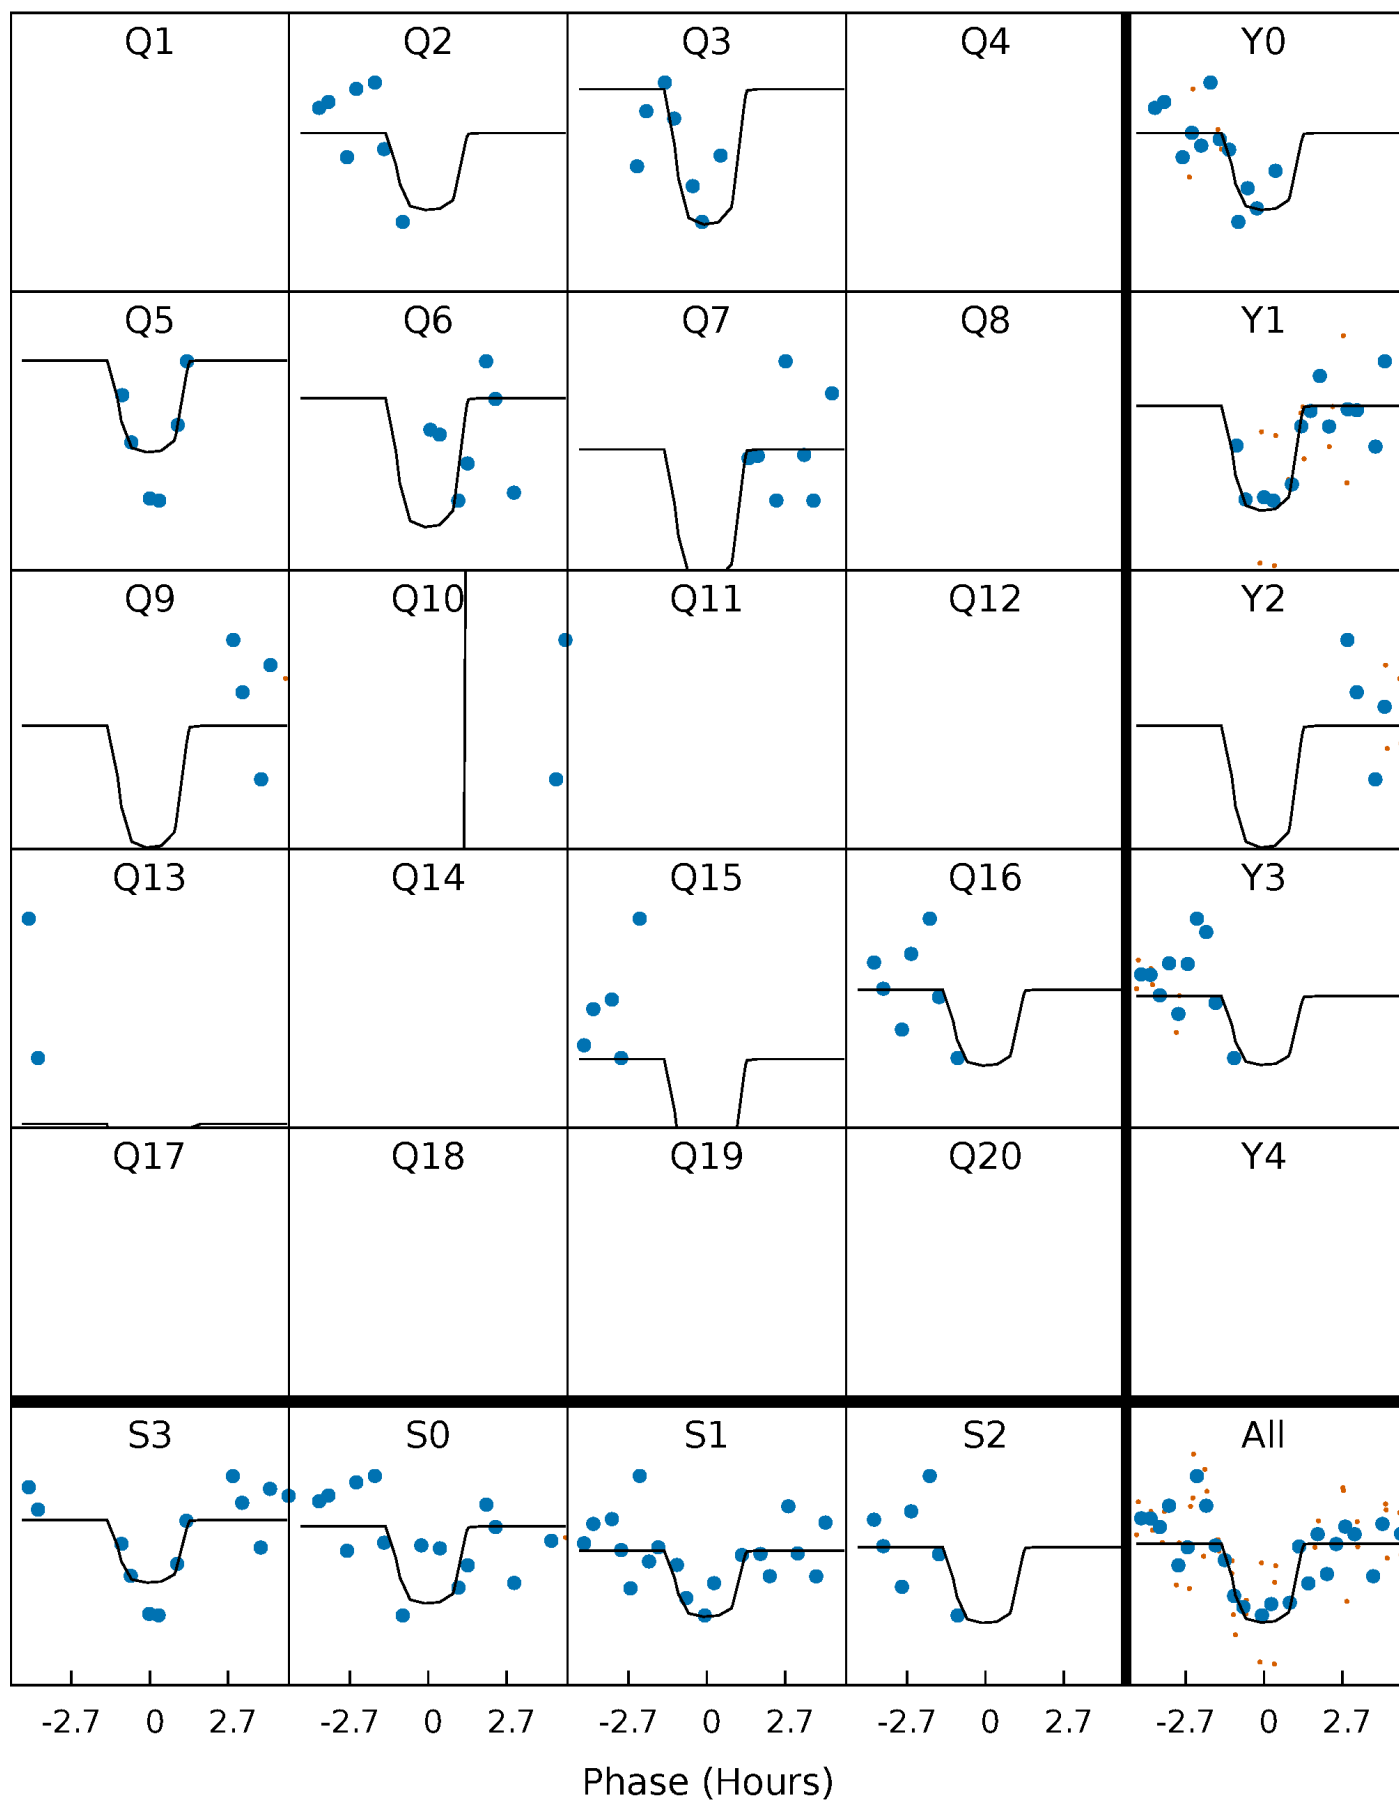 Q1 Q2 Q3 Q4 Y0
Q5 Q6 Q7 Q8 Y1
Q9 Q10 Q11 Q12 Y2
Q13 Q14 Q15 Q16 Y3
Q17 Q18 Q19 Q20 Y4
S3 S0 S1 S2 All
-2.7 0 2.7 -2.7 0 2.7 -2.7 0 2.7 -2.7 0 2.7 -2.7 0 2.7
Phase (Hours)